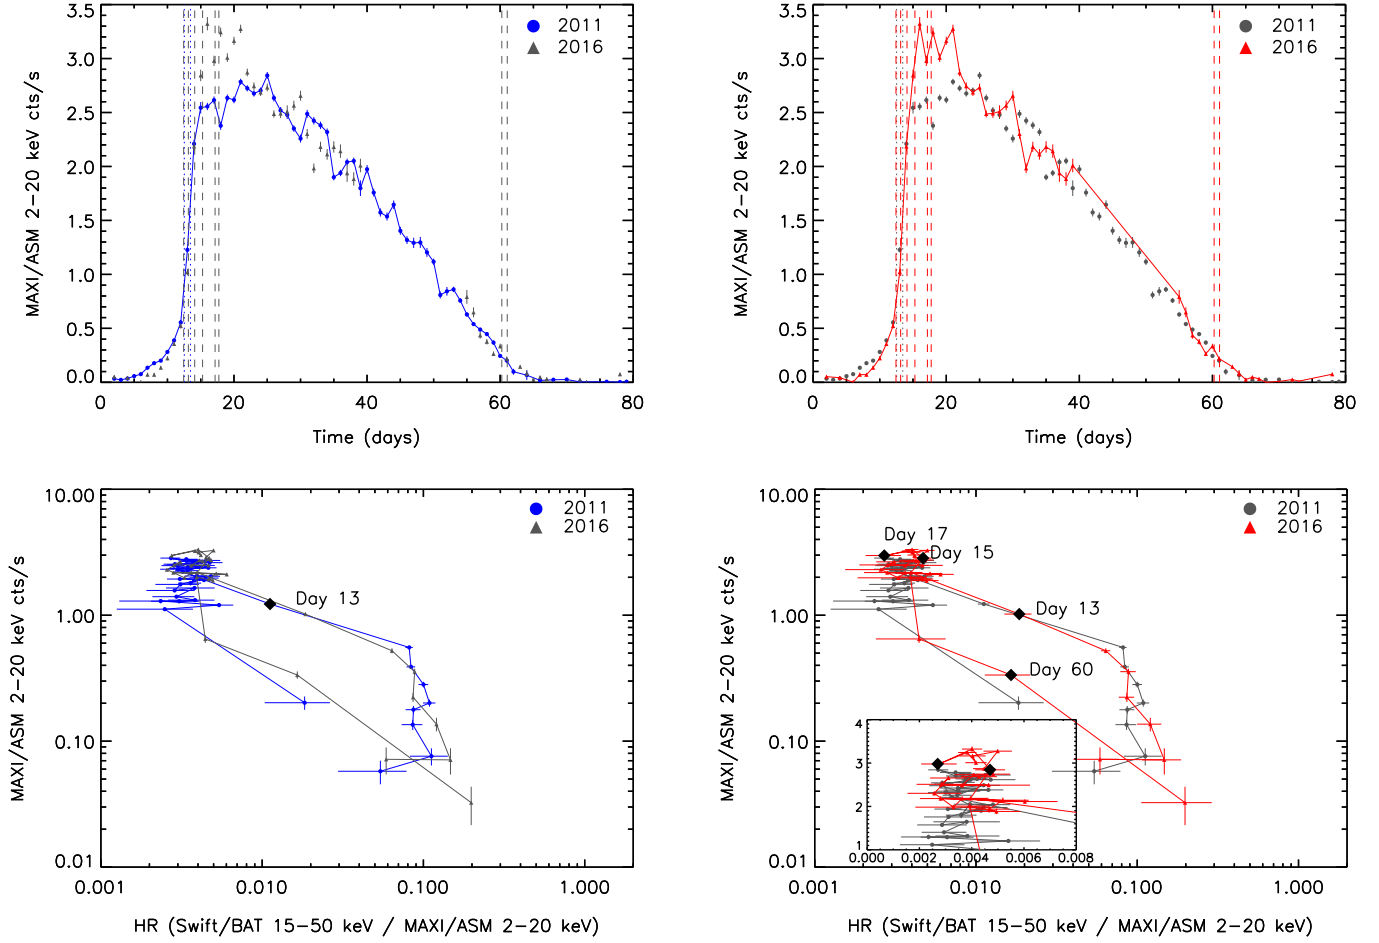 3.5
3.0
2.5
2.0
1.5
1.0
0.5
0.0
MAXI/ASM 2-20 keV cts/s
2011
2016
0 20 40 60 80
Time (days)
3.5
3.0
2.5
2.0
1.5
1.0
0.5
0.0
MAXI/ASM 2-20 keV cts/s
2011
2016
0 20 40 60 80
Time (days)
10.00
1.00
0.10
0.01
MAXI/ASM 2-20 keV cts/s
2011
2016
Day 13
0.001 0.010 0.100 1.000
HR (Swift/BAT 15-50 keV / MAXI/ASM 2-20 keV)
10.00
1.00
0.10
0.01
MAXI/ASM 2-20 keV cts/s
2011
2016
Day 17
Day 15
Day 13
Day 60
4
3
2
1
0.000 0.002 0.004 0.006 0.008
0.001 0.010 0.100 1.000
HR (Swift/BAT 15-50 keV / MAXI/ASM 2-20 keV)